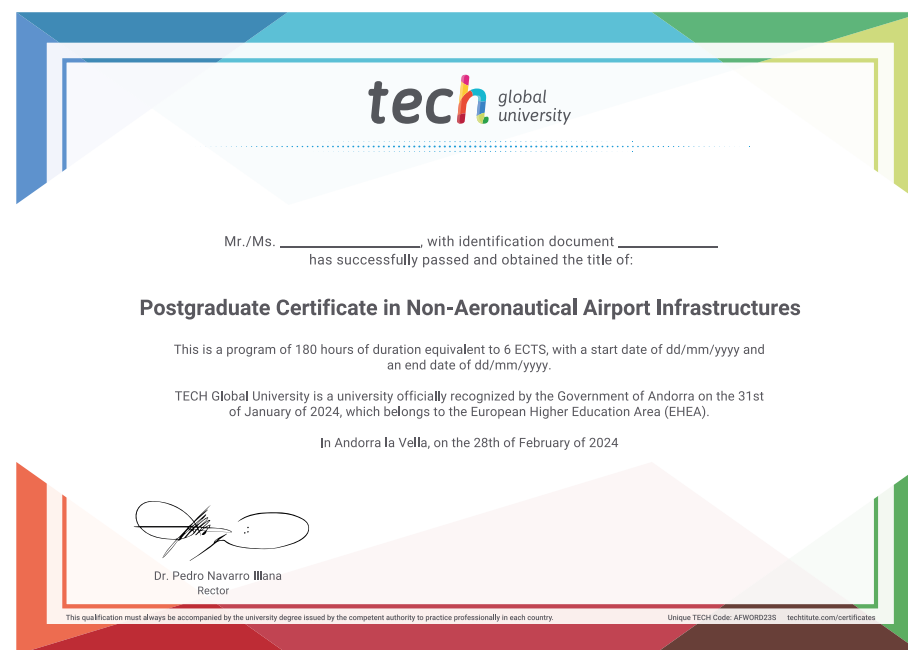 tech global
university
Mr./Ms. ____________, with identification document ____________
has successfully passed and obtained the title of:
Postgraduate Certificate in Non-Aeronautical Airport Infrastructures
This is a program of 180 hours of duration equivalent to 6 ECTS, with a start date of dd/mm/yyyy and
an end date of dd/mm/yyyy.
TECH Global University is a university officially recognized by the Government of Andorra on the 31st
of January of 2024, which belongs to the European Higher Education Area (EHEA).
In Andorra la Vella, on the 28th of February of 2024
Dr. Pedro Navarro Illana
Rector
This qualification must always be accompanied by the university degree issued by the competent authority to practice professionally in each country. Unique TECH Code: AFWORD23S techtitute.com/certificates